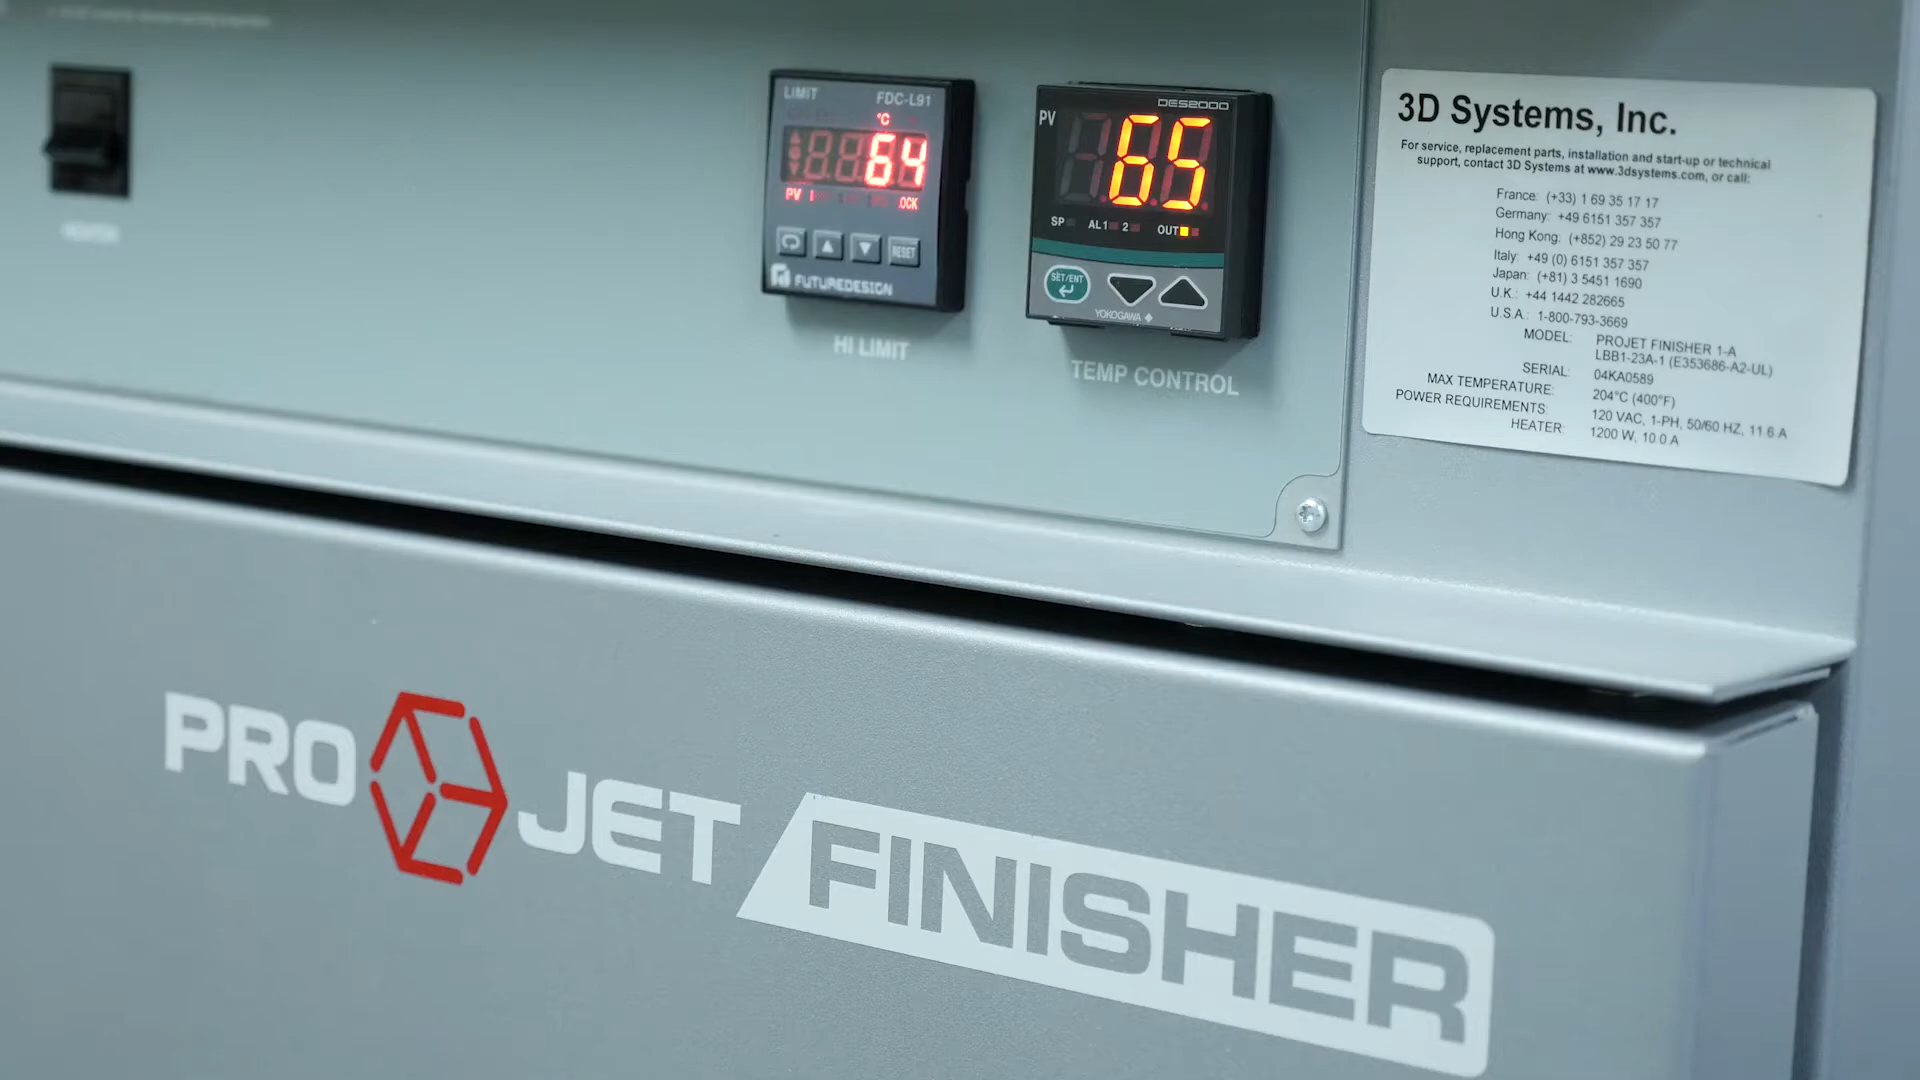 LIMIT
FDC-L91
°C
64
PV
RESET
FUTUREDESIGN
HI LIMIT
DES2000
PV
65
SP AL1 2 OUT
SET/ENT
YOKOGAWA
TEMP CONTROL
3D Systems, Inc.
For service, replacement parts, installation and start-up or technical
support, contact 3D Systems at www.3dsystems.com, or call:
France: (+33) 1 69 35 17 17
Germany: +49 6151 357 357
Hong Kong: (+852) 29 23 50 77
Italy: +49 (0) 6151 357 357
Japan: (+81) 3 5451 1690
U.K.: +44 1442 282665
U.S.A.: 1-800-793-3669
MODEL: PROJET FINISHER 1-A
LBB1-23A-1 (E353686-A2-UL)
SERIAL: 04KA0589
MAX TEMPERATURE: 204°C (400°F)
POWER REQUIREMENTS: 120 VAC, 1-PH, 50/60 HZ, 11.6 A
HEATER: 1200 W, 10.0 A
PROJET FINISHER